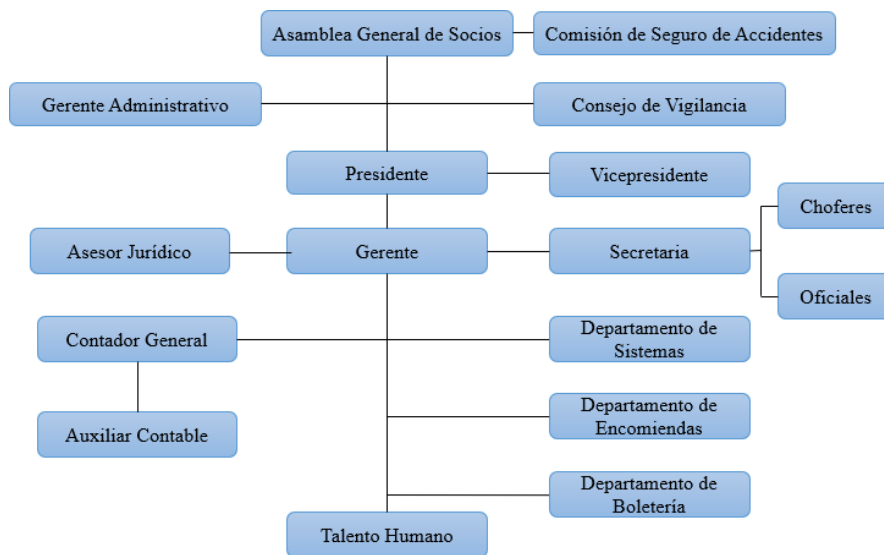 Asamblea General de Socios
Comisión de Seguro de Accidentes
Gerente Administrativo
Consejo de Vigilancia
Presidente
Vicepresidente
Choferes
Asesor Jurídico
Gerente
Secretaria
Oficiales
Contador General
Departamento de
Sistemas
Auxiliar Contable
Departamento de
Encomiendas
Departamento de
Boletería
Talento Humano